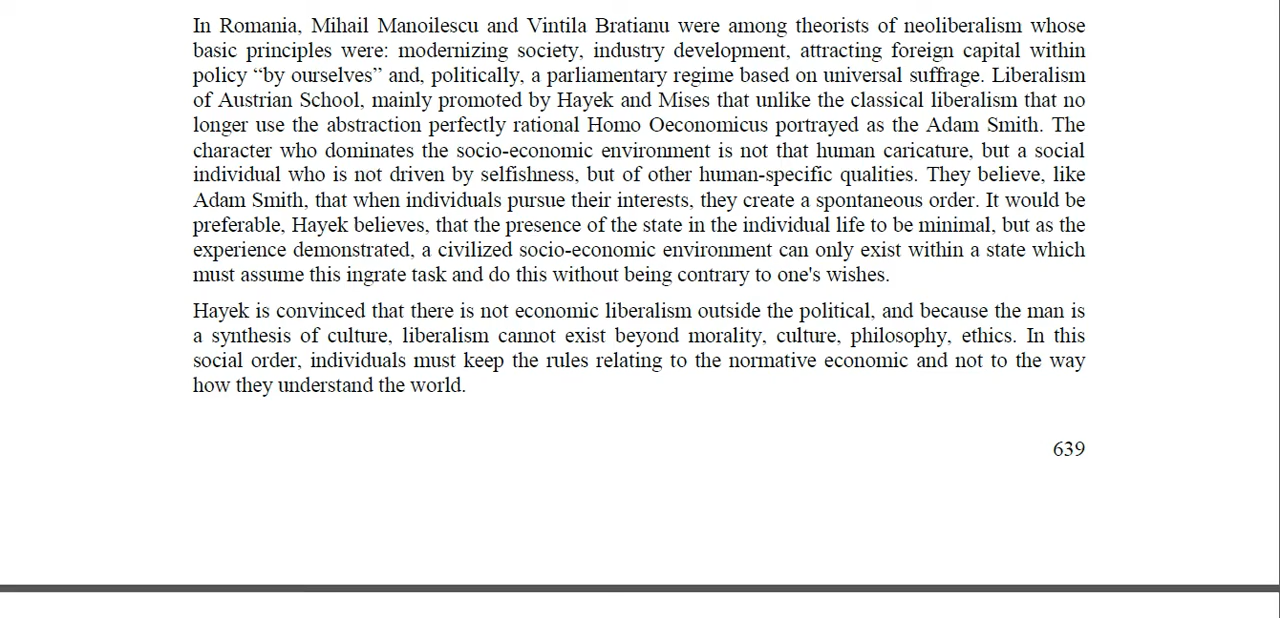 In Romania, Mihail Manoilescu and Vintila Bratianu were among theorists of neoliberalism whose
basic principles were: modernizing society, industry development, attracting foreign capital within
policy “by ourselves” and, politically, a parliamentary regime based on universal suffrage. Liberalism
of Austrian School, mainly promoted by Hayek and Mises that unlike the classical liberalism that no
longer use the abstraction perfectly rational Homo Oeconomicus portrayed as the Adam Smith. The
character who dominates the socio-economic environment is not that human caricature, but a social
individual who is not driven by selfishness, but of other human-specific qualities. They believe, like
Adam Smith, that when individuals pursue their interests, they create a spontaneous order. It would be
preferable, Hayek believes, that the presence of the state in the individual life to be minimal, but as the
experience demonstrated, a civilized socio-economic environment can only exist within a state which
must assume this ingrate task and do this without being contrary to one's wishes.
Hayek is convinced that there is not economic liberalism outside the political, and because the man is
a synthesis of culture, liberalism cannot exist beyond morality, culture, philosophy, ethics. In this
social order, individuals must keep the rules relating to the normative economic and not to the way
how they understand the world.
639